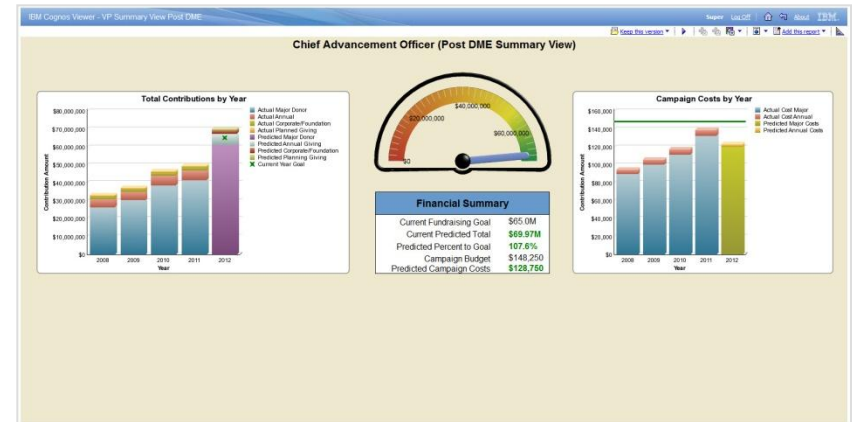 IBM Cognos Viewer - VP Summary View Post DME
Super Log Off About IBM.
Keep this version Add this report
Chief Advancement Officer (Post DME Summary View)
Total Contributions by Year
Contribution Amount
$80,000,000
$70,000,000
$60,000,000
$50,000,000
$40,000,000
$30,000,000
$20,000,000
$10,000,000
$0
2008 2009 2010 2011 2012
Year
Actual Major Donor
Actual Annual
Actual Corporate/Foundation
Actual Planned Giving
Predicted Major Donor
Predicted Annual Giving
Predicted Corporate/Foundation
Predicted Planning Giving
Current Year Goal
$0
$20,000,000
$40,000,000
$60,000,000
Financial Summary
Current Fundraising Goal $65.0M
Current Predicted Total $69.97M
Predicted Percent to Goal 107.6%
Campaign Budget $148,250
Predicted Campaign Costs $128,750
Campaign Costs by Year
Contribution Amount
$160,000
$140,000
$120,000
$100,000
$80,000
$60,000
$40,000
$20,000
$0
2008 2009 2010 2011 2012
Year
Actual Cost Major
Actual Cost Annual
Predicted Major Costs
Predicted Annual Costs